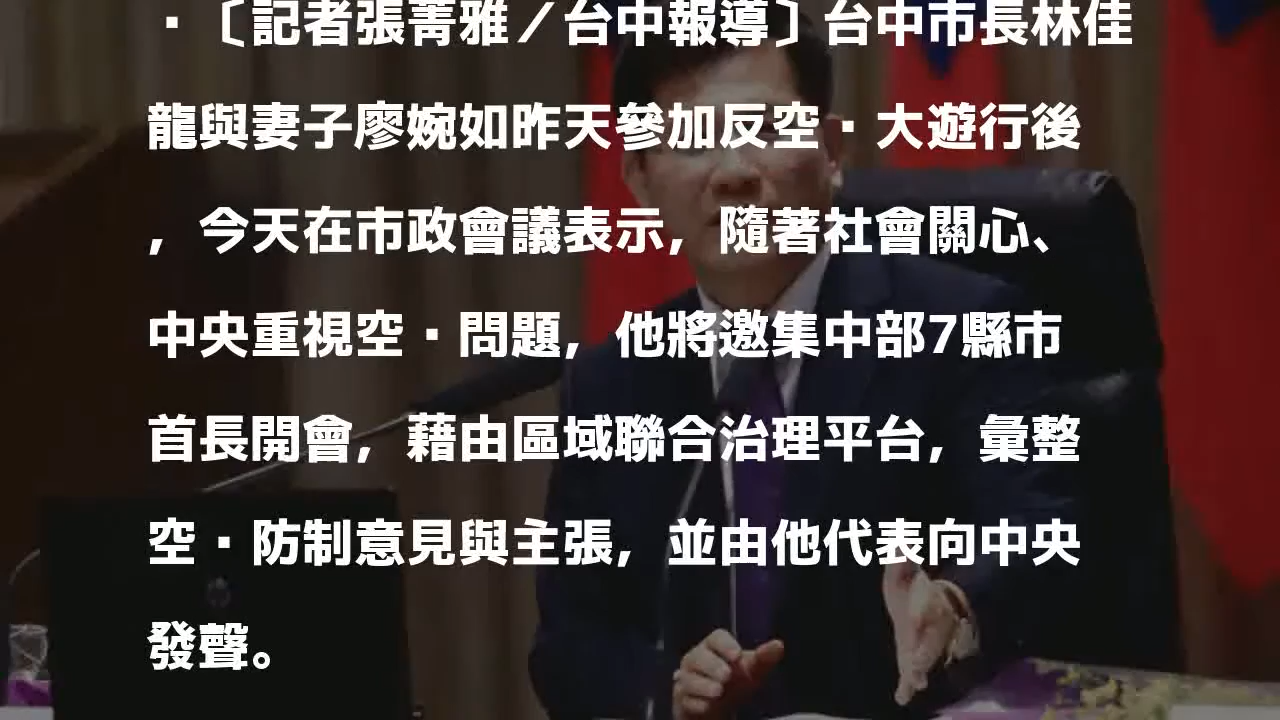 ▪〔記者張菁雅／台中報導〕台中市長林佳
龍與妻子廖婉如昨天參加反空▪大遊行後
，今天在市政會議表示，隨著社會關心、
中央重視空▪問題，他將邀集中部7縣市
首長開會，藉由區域聯合治理平台，彙整
空▪防制意見與主張，並由他代表向中央
發聲。